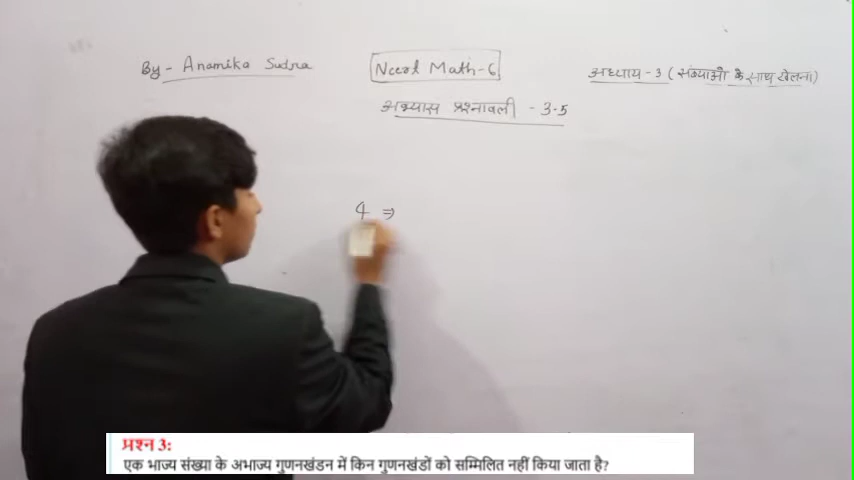 By - Anamika Sudra
Ncert Math-6
अध्याय - 3 (संख्याओं के साथ खेलना)
अभ्यास प्रश्नावली - 3.5
4 ⇒
प्रश्न 3:
एक भाज्य संख्या के अभाज्य गुणनखंडन में किन गुणनखंडों को सम्मिलित नहीं किया जाता है?